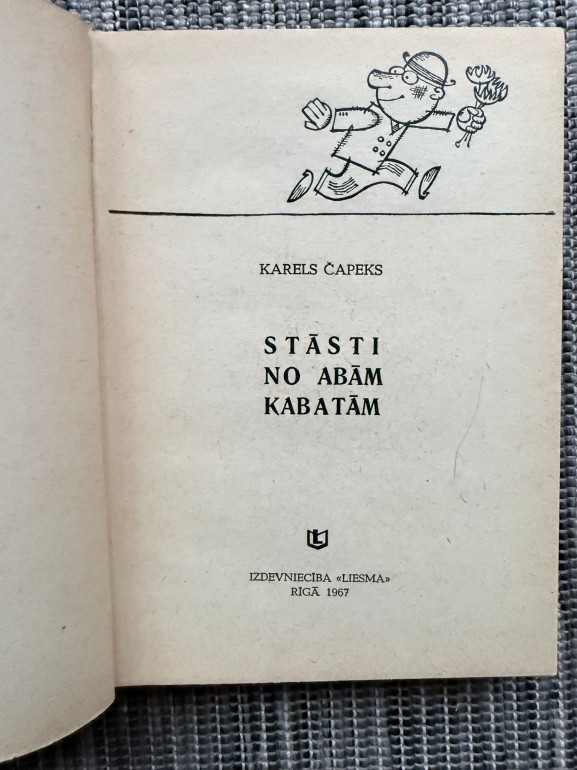 KARELS ČAPEKS
STĀSTI
NO ABĀM
KABATĀM
IZDEVNIECĪBA «LIESMA»
RĪGĀ 1967